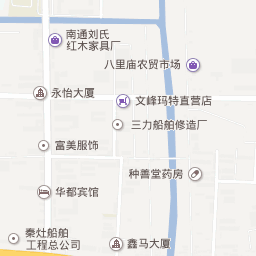 南通刘氏
红木家具厂
八里庙农贸市场
永怡大厦
文峰玛特直营店
三力船舶修造厂
富美服饰
种善堂药房
华都宾馆
秦灶船舶
工程总公司
鑫马大厦